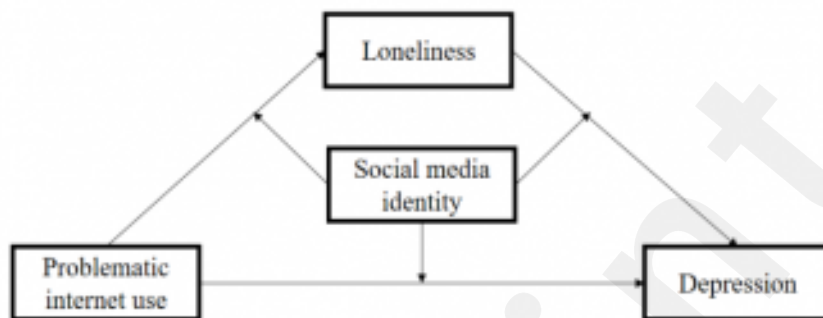 Loneliness
Social media
identity
Problematic
internet use
Depression